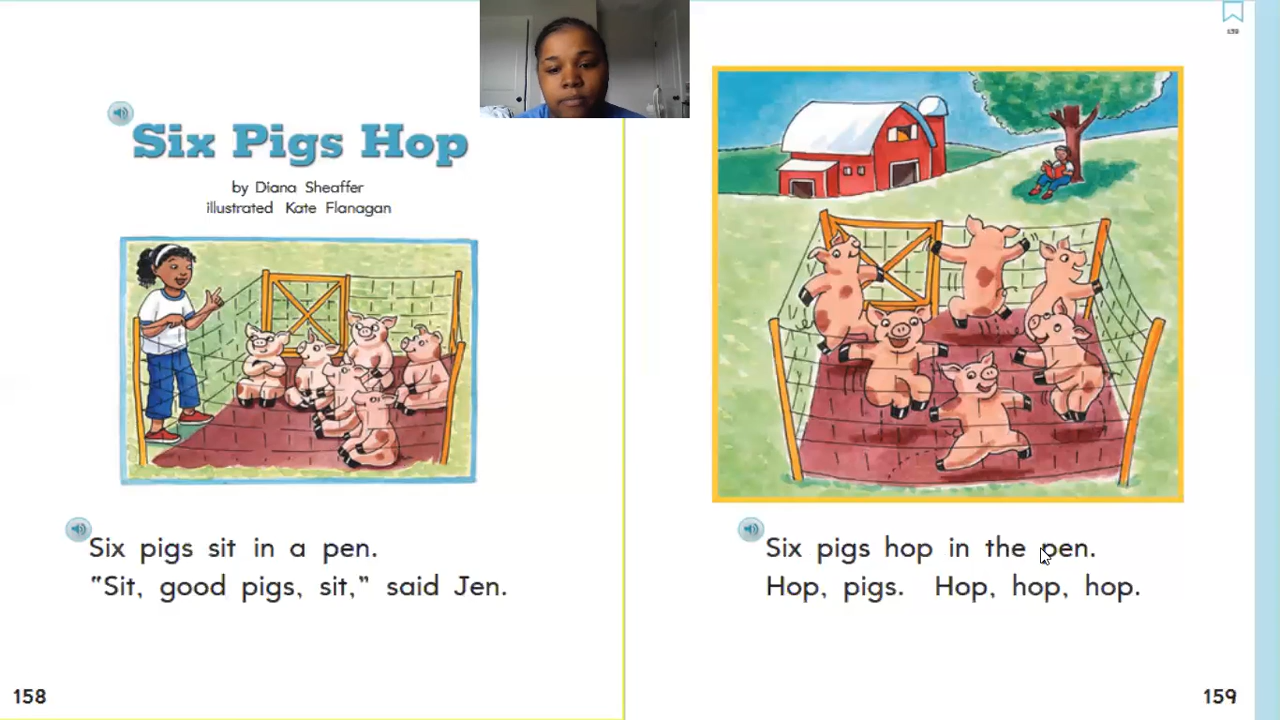 Six Pigs Hop
by Diana Sheaffer
illustrated Kate Flanagan
Six pigs sit in a pen.
"Sit, good pigs, sit," said Jen.
158
159
Six pigs hop in the pen.
Hop, pigs. Hop, hop, hop.
159